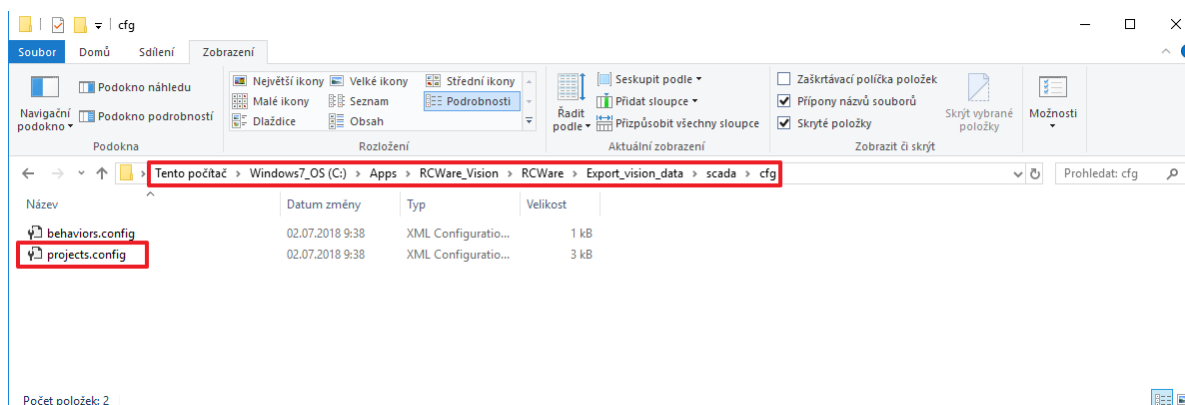 cfg
Soubor Domů Sdílení Zobrazení
Navigační podokno
Podokno náhledu
Podokno podrobností
Podokna
Největší ikony Velké ikony Střední ikony
Malé ikony Seznam Podrobnosti
Dlaždice Obsah
Rozložení
Řadit podle
Seskupit podle
Přidat sloupce
Přizpůsobit všechny sloupce
Aktuální zobrazení
Zaškrtávací políčka položek
Přípony názvů souborů
Skryté položky
Skrýt vybrané položky
Zobrazit či skrýt
Možnosti
Tento počítač › Windows7_OS (C:) › Apps › RCWare_Vision › RCWare › Export_vision_data › scada › cfg
Prohledat: cfg
Název Datum změny Typ Velikost
behaviors.config 02.07.2018 9:38 XML Configuratio... 1 kB
projects.config 02.07.2018 9:38 XML Configuratio... 3 kB
Počet položek: 2